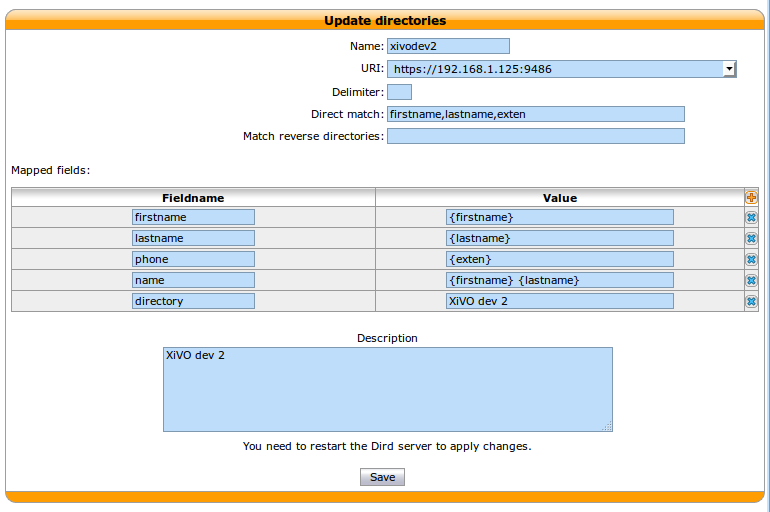 Update directories
Name: xivodev2
URI: https://192.168.1.125:9486
Delimiter:
Direct match: firstname,lastname,exten
Match reverse directories:
Mapped fields:
Fieldname Value
firstname {firstname}
lastname {lastname}
phone {exten}
name {firstname} {lastname}
directory XiVO dev 2
Description
XiVO dev 2
You need to restart the Dird server to apply changes.
Save